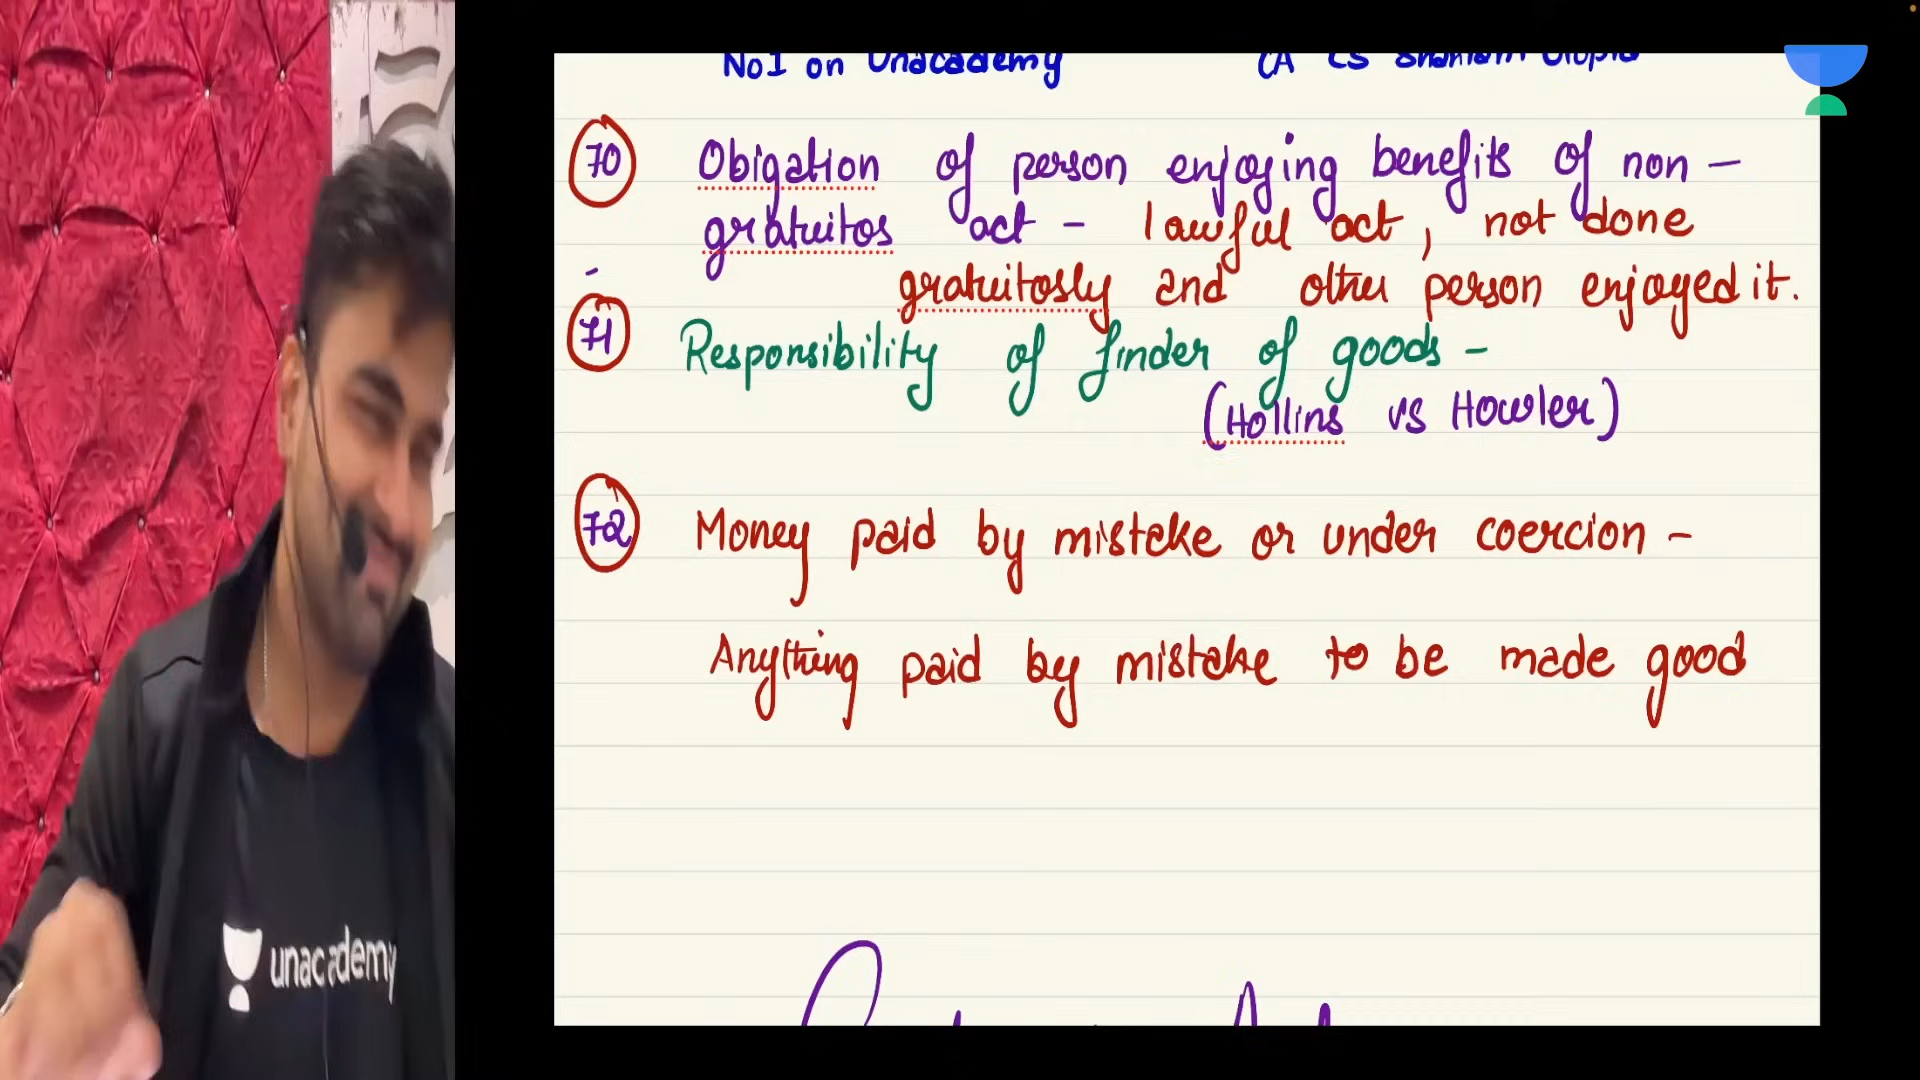 No1 on Unacademy CA CS
70 Obigation of person enjoying benefits of non -
gratuitos act - lawful act, not done
gratuitosly and other person enjoyed it.
71 Responsibility of finder of goods -
(Hollins vs Howler)
72 Money paid by mistake or under coercion -
Anything paid by mistake to be made good
unacademy